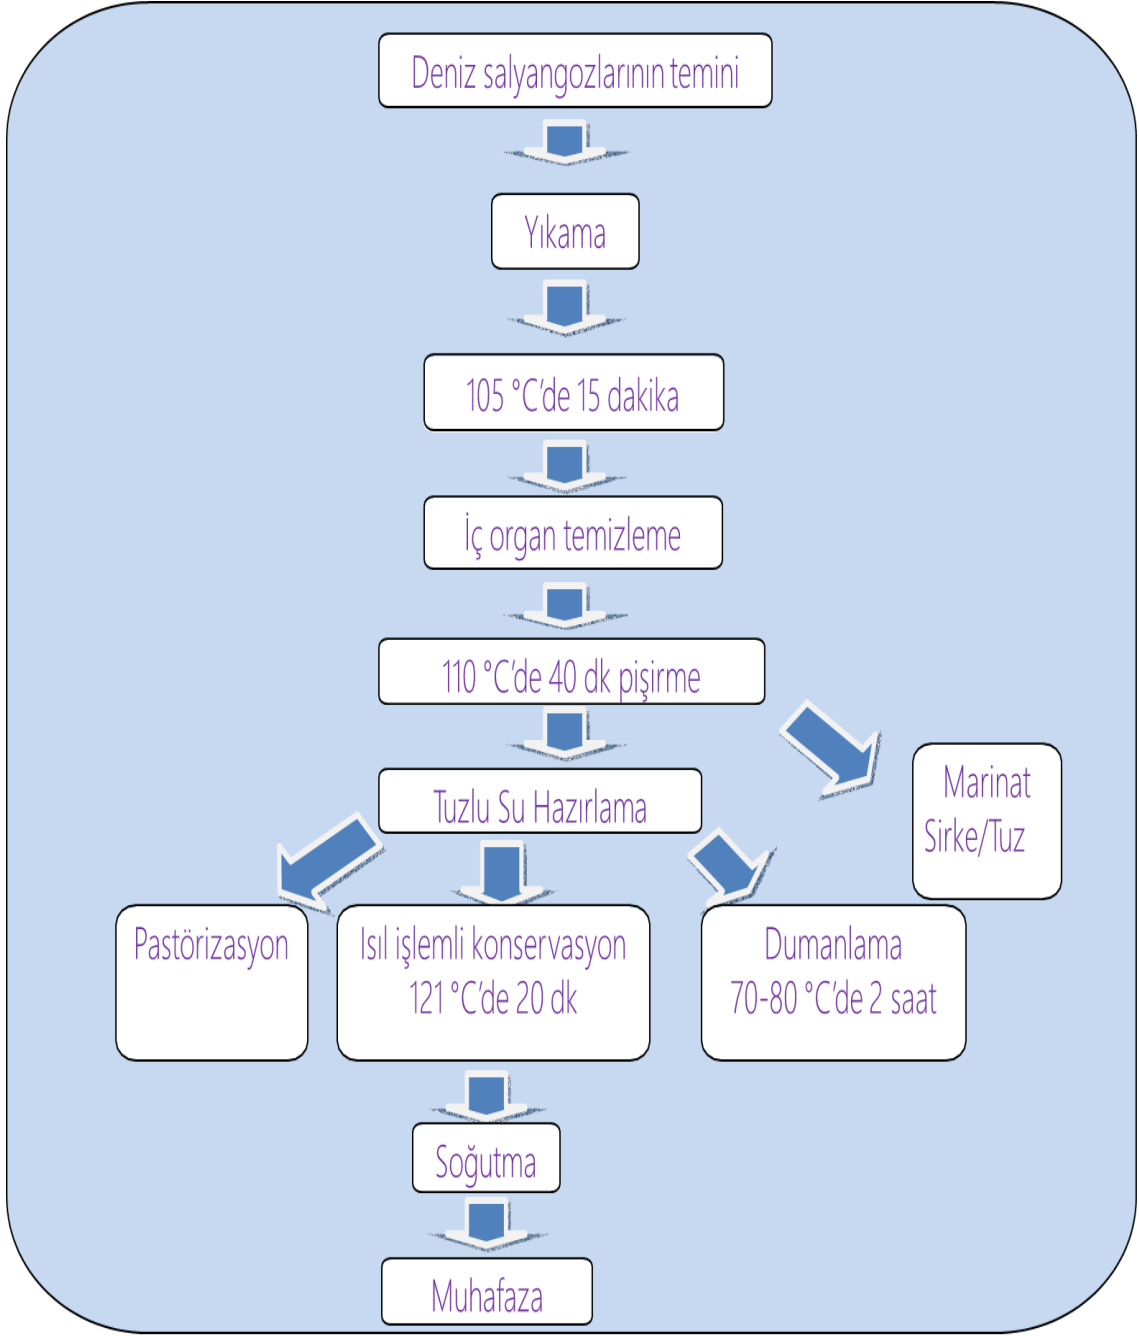 Deniz salyangozlarının temini
Yıkama
105 °C’de 15 dakika
İç organ temizleme
110 °C’de 40 dk pişirme
Tuzlu Su Hazırlama
Marinat
Sirke/Tuz
Pastörizasyon
Isıl işlemli konservasyon
121 °C’de 20 dk
Dumanlama
70-80 °C’de 2 saat
Soğutma
Muhafaza